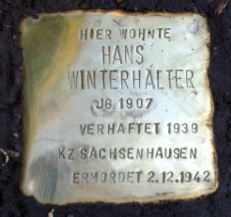 HIER WOHNTE
HANS
WINTERHALTER
JG. 1907
VERHAFTET 1939
KZ SACHSENHAUSEN
ERMORDET 2.12.1942